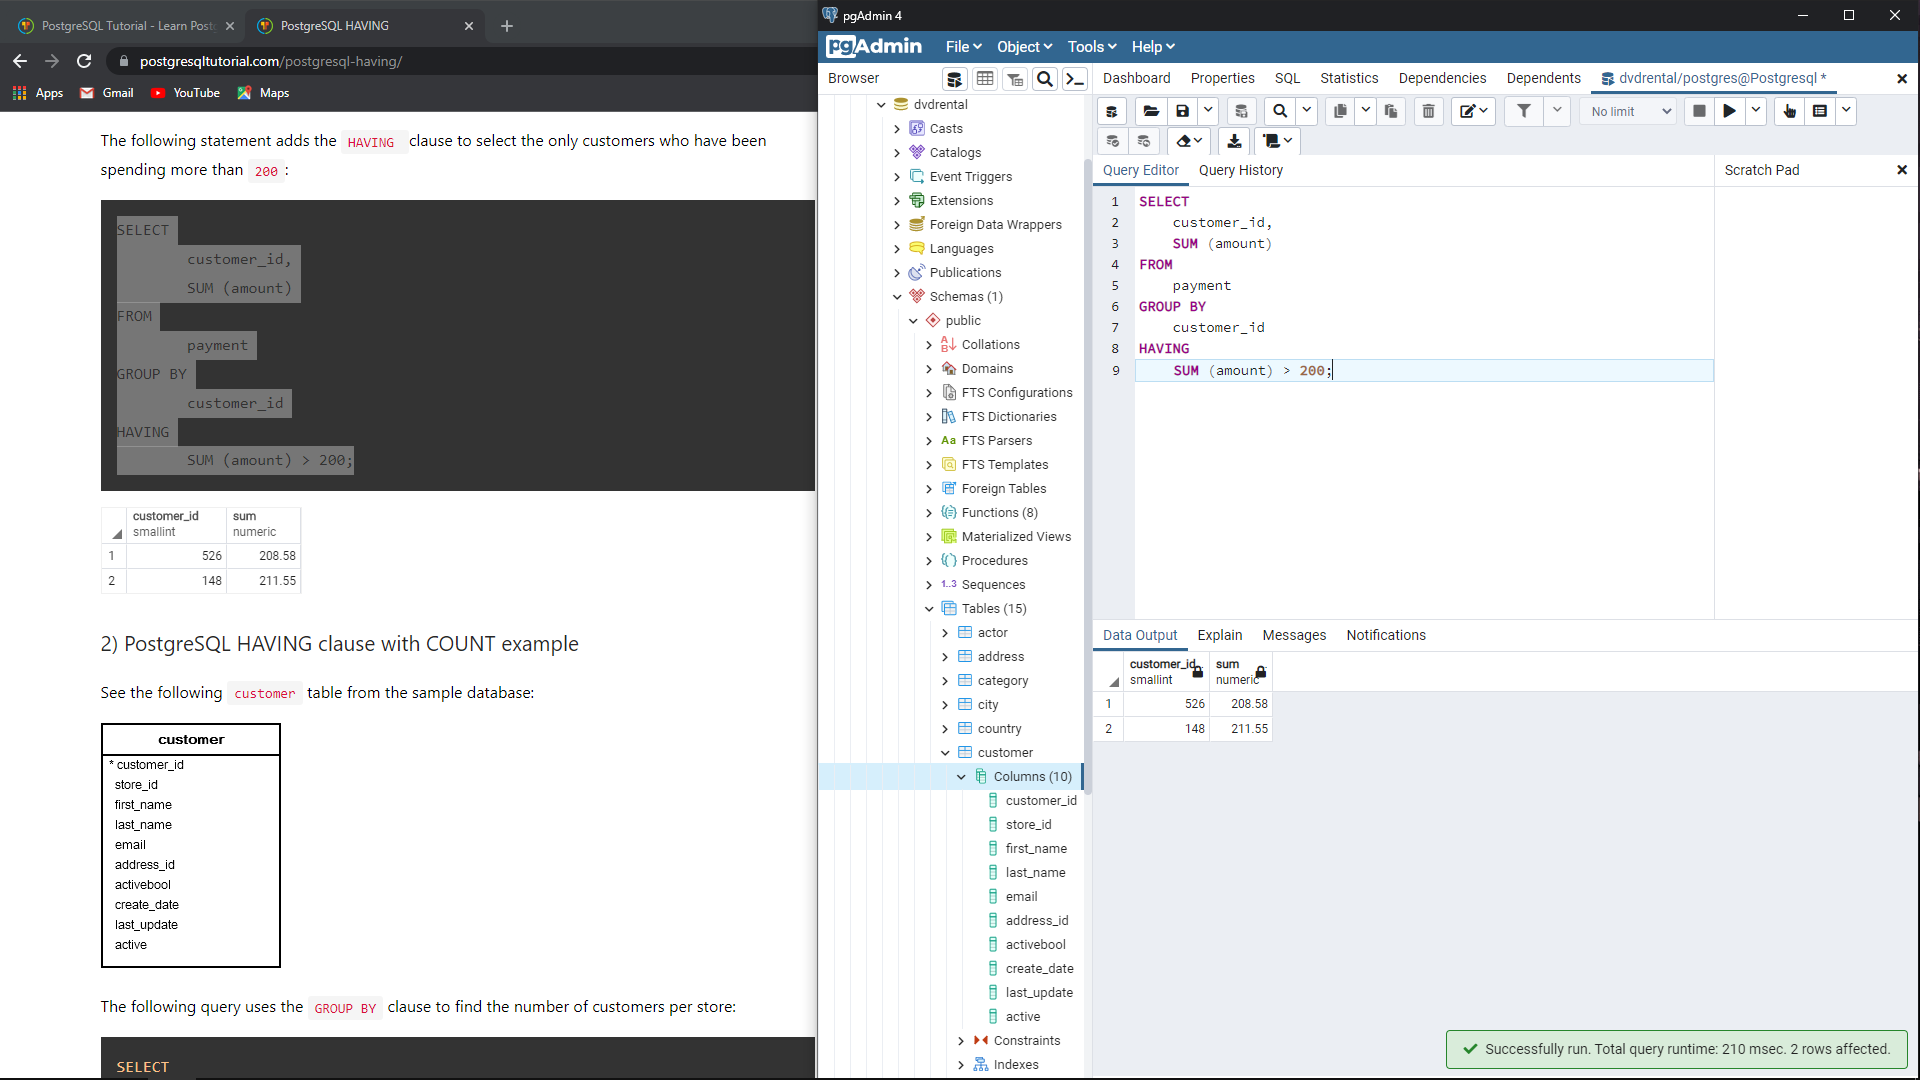 PostgreSQL Tutorial - Learn Post
PostgreSQL HAVING
postgresqltutorial.com/postgresql-having/
Apps
Gmail
YouTube
Maps
The following statement adds the HAVING clause to select the only customers who have been
spending more than 200 :
SELECT
customer_id,
SUM (amount)
FROM
payment
GROUP BY
customer_id
HAVING
SUM (amount) > 200;
customer_id sum
smallint numeric
1 526 208.58
2 148 211.55
2) PostgreSQL HAVING clause with COUNT example
See the following customer table from the sample database:
customer
* customer_id
store_id
first_name
last_name
email
address_id
activebool
create_date
last_update
active
The following query uses the GROUP BY clause to find the number of customers per store:
SELECT
pgAdmin 4
pgAdmin
File Object Tools Help
Browser
dvdrental
Casts
Catalogs
Event Triggers
Extensions
Foreign Data Wrappers
Languages
Publications
Schemas (1)
public
Collations
Domains
FTS Configurations
FTS Dictionaries
Aa FTS Parsers
FTS Templates
Foreign Tables
Functions (8)
Materialized Views
Procedures
1..3 Sequences
Tables (15)
actor
address
category
city
country
customer
Columns (10)
customer_id
store_id
first_name
last_name
email
address_id
activebool
create_date
last_update
active
Constraints
Indexes
Dashboard Properties SQL Statistics Dependencies Dependents dvdrental/postgres@Postgresql *
No limit
Query Editor Query History
Scratch Pad
1 SELECT
2 customer_id,
3 SUM (amount)
4 FROM
5 payment
6 GROUP BY
7 customer_id
8 HAVING
9 SUM (amount) > 200;
Data Output Explain Messages Notifications
customer_id sum
smallint numeric
1 526 208.58
2 148 211.55
Successfully run. Total query runtime: 210 msec. 2 rows affected.